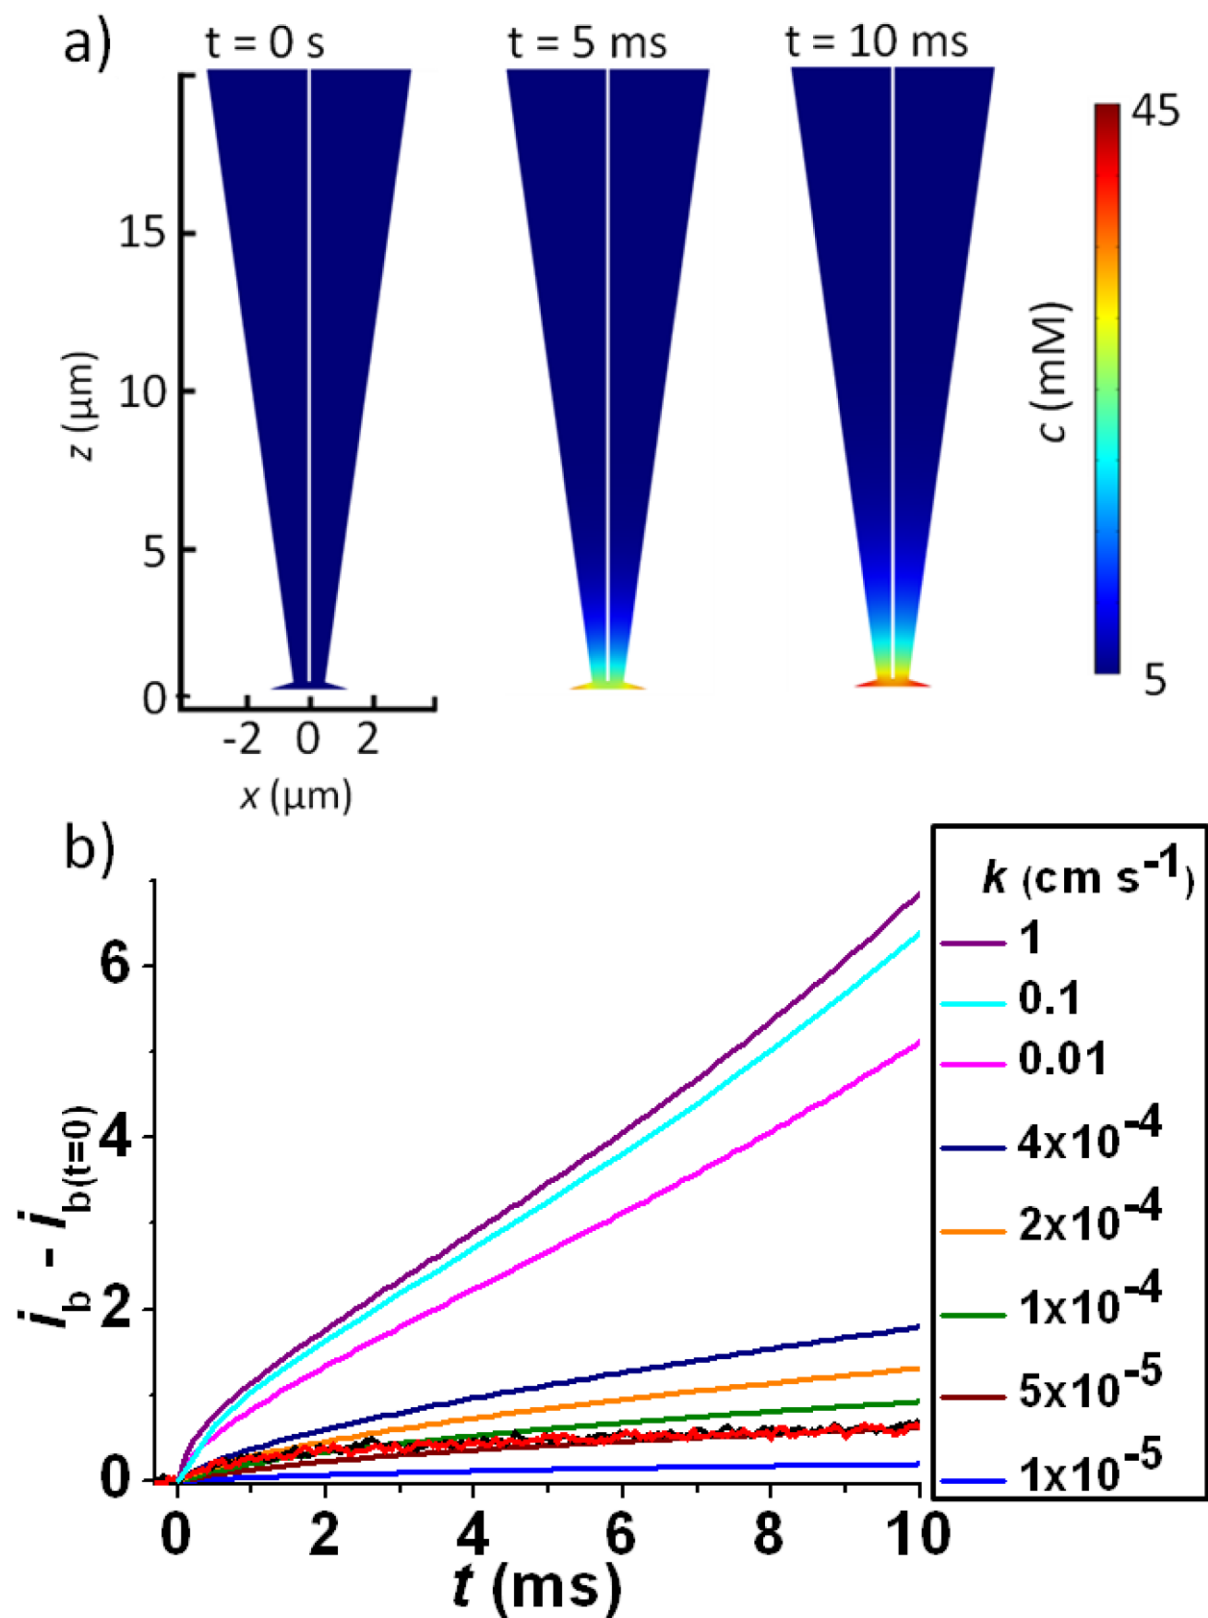 a)
t = 0 s
t = 5 ms
t = 10 ms
45
15
10
5
0
z (μm)
c (mM)
5
-2 0 2
x (μm)
b)
k (cm s⁻¹)
1
0.1
0.01
4x10⁻⁴
2x10⁻⁴
1x10⁻⁴
5x10⁻⁵
1x10⁻⁵
6
4
2
0
i_b - i_b(t=0)
0 2 4 6 8 10
t (ms)